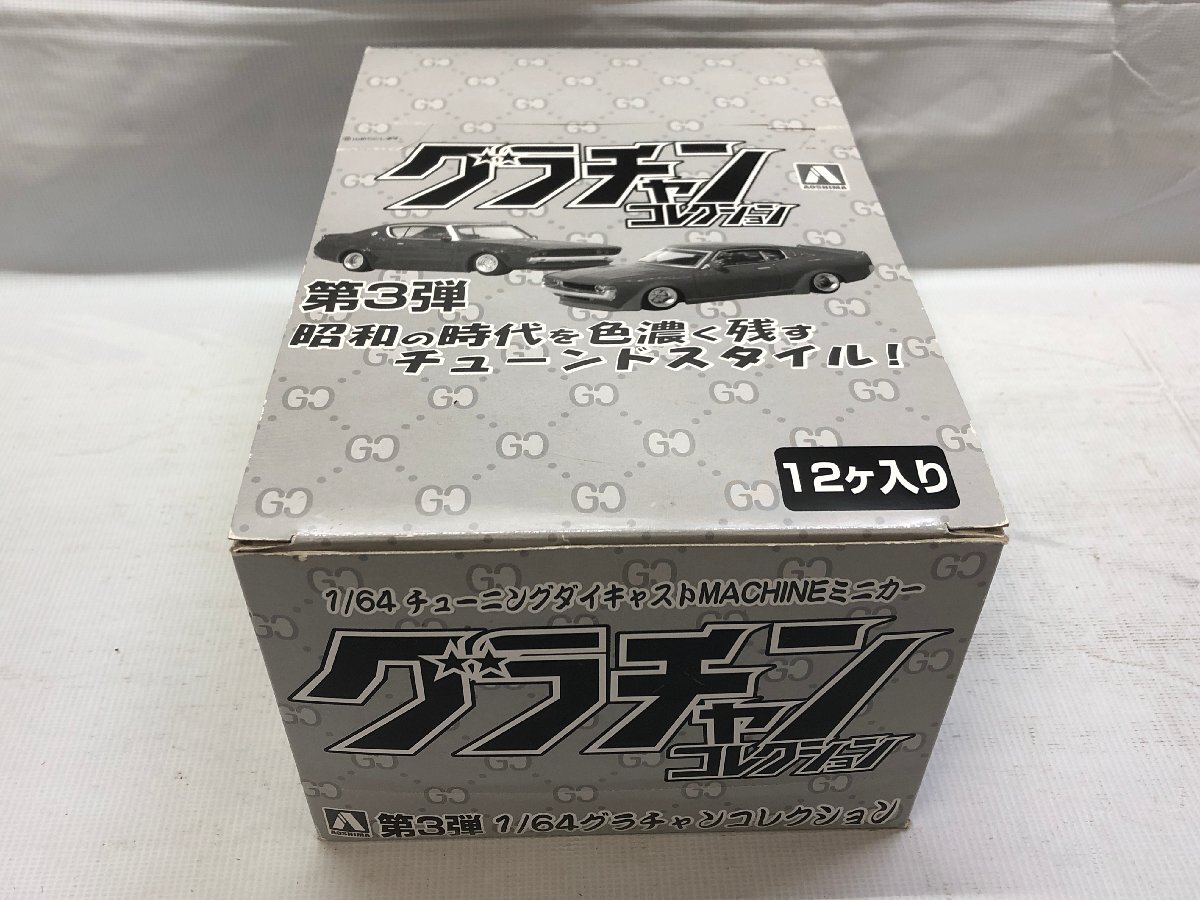 グラチャン
コレクション
AOSHIMA
第3弾
昭和の時代を色濃く残す
チューンドスタイル!
12ヶ入り
1/64 チューニングダイキャストMACHINEミニカー
グラチャン
コレクション
AOSHIMA
第3弾 1/64グラチャンコレクション